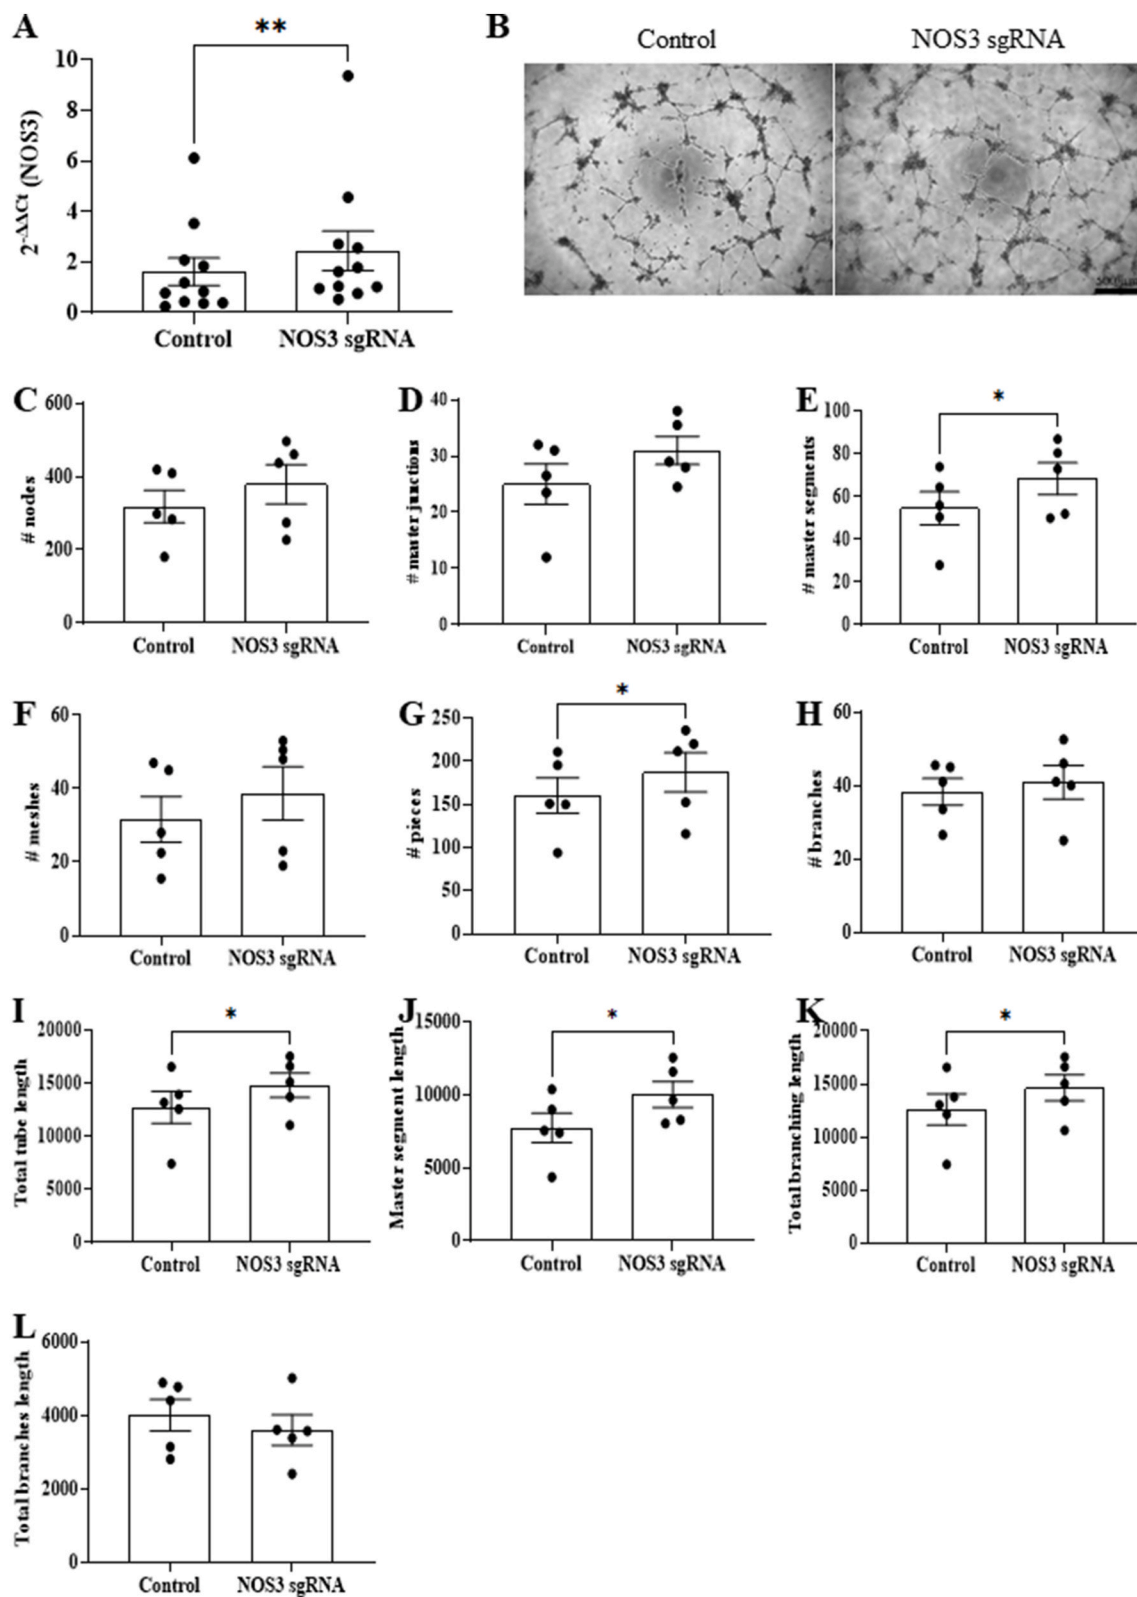 A
**
2-ΔΔCt (NOS3)
10
8
6
4
2
0
Control NOS3 sgRNA
B
Control NOS3 sgRNA
C
# nodes
600
400
200
0
Control NOS3 sgRNA
D
# master junctions
40
30
20
10
0
Control NOS3 sgRNA
E
*
# master segments
100
80
60
40
20
0
Control NOS3 sgRNA
F
# meshes
60
40
20
0
Control NOS3 sgRNA
G
*
# pieces
250
200
150
100
50
0
Control NOS3 sgRNA
H
# branches
60
40
20
0
Control NOS3 sgRNA
I
*
Total tube length
20000
15000
10000
5000
0
Control NOS3 sgRNA
J
*
Master segment length
15000
10000
5000
0
Control NOS3 sgRNA
K
*
Total branching length
20000
15000
10000
5000
0
Control NOS3 sgRNA
L
Total branches length
6000
4000
2000
0
Control NOS3 sgRNA